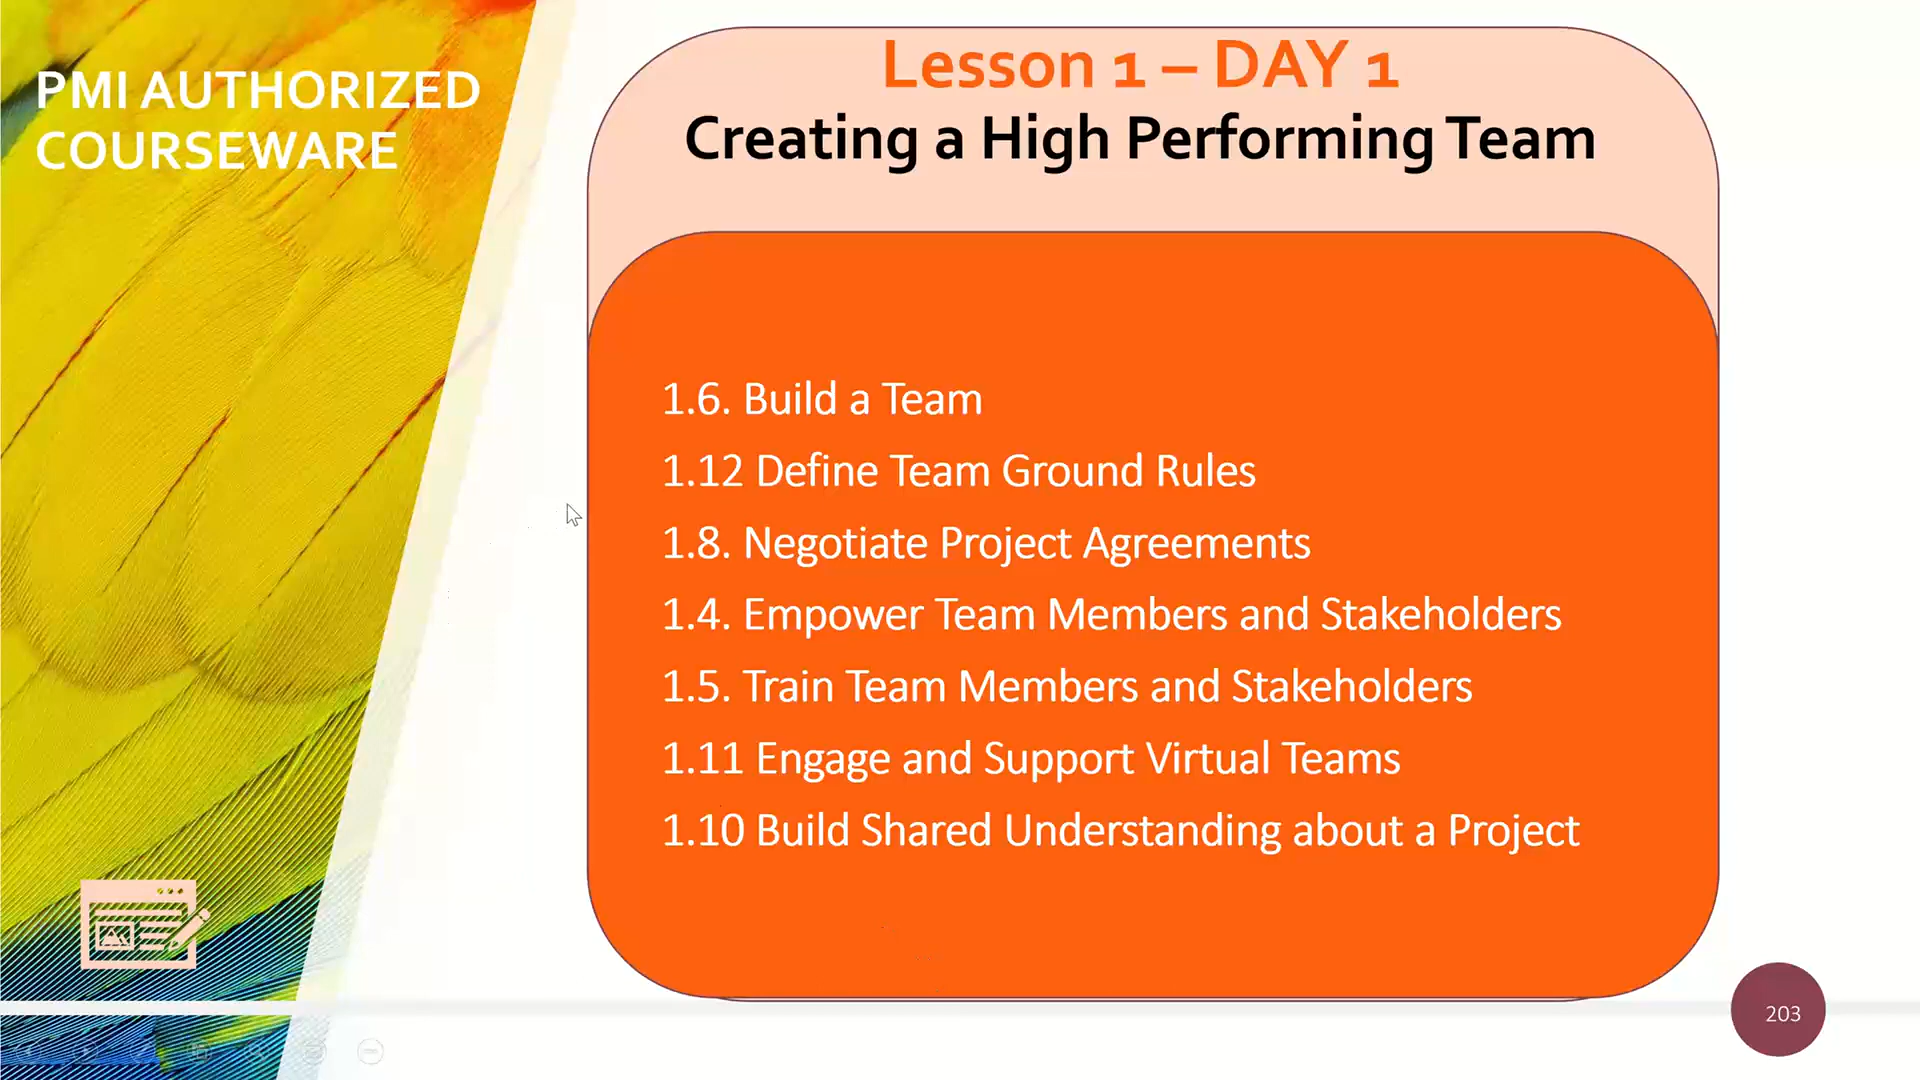 PMI AUTHORIZED
COURSEWARE
Lesson 1 – DAY 1
Creating a High Performing Team
1.6. Build a Team
1.12 Define Team Ground Rules
1.8. Negotiate Project Agreements
1.4. Empower Team Members and Stakeholders
1.5. Train Team Members and Stakeholders
1.11 Engage and Support Virtual Teams
1.10 Build Shared Understanding about a Project
203